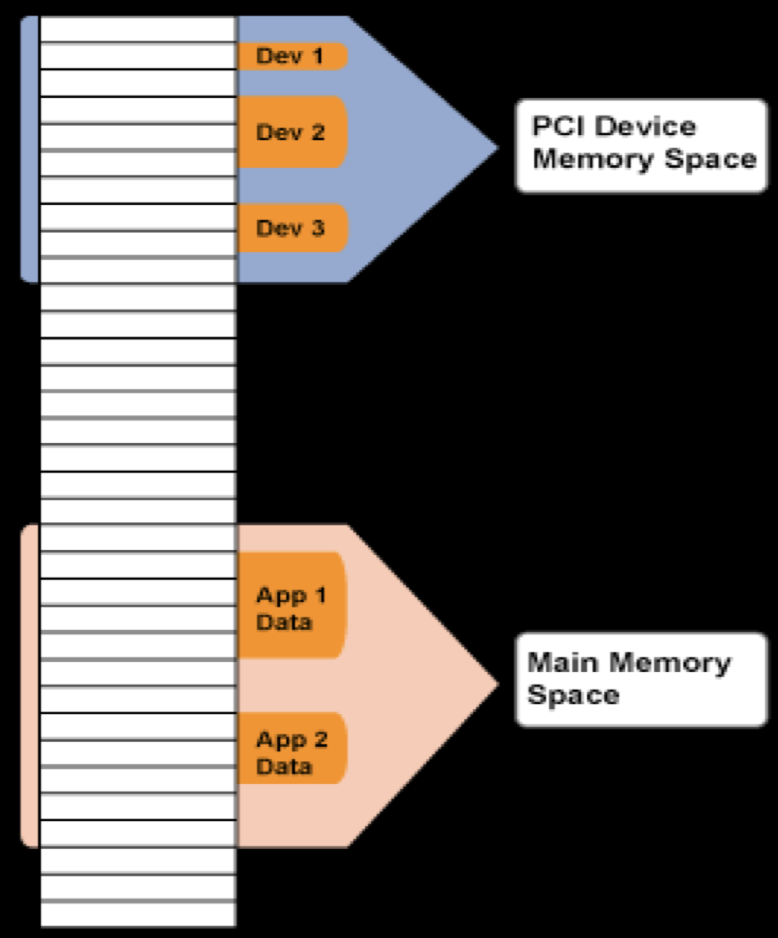 Dev 1
Dev 2
PCI Device
Memory Space
Dev 3
App 1
Data
Main Memory
Space
App 2
Data